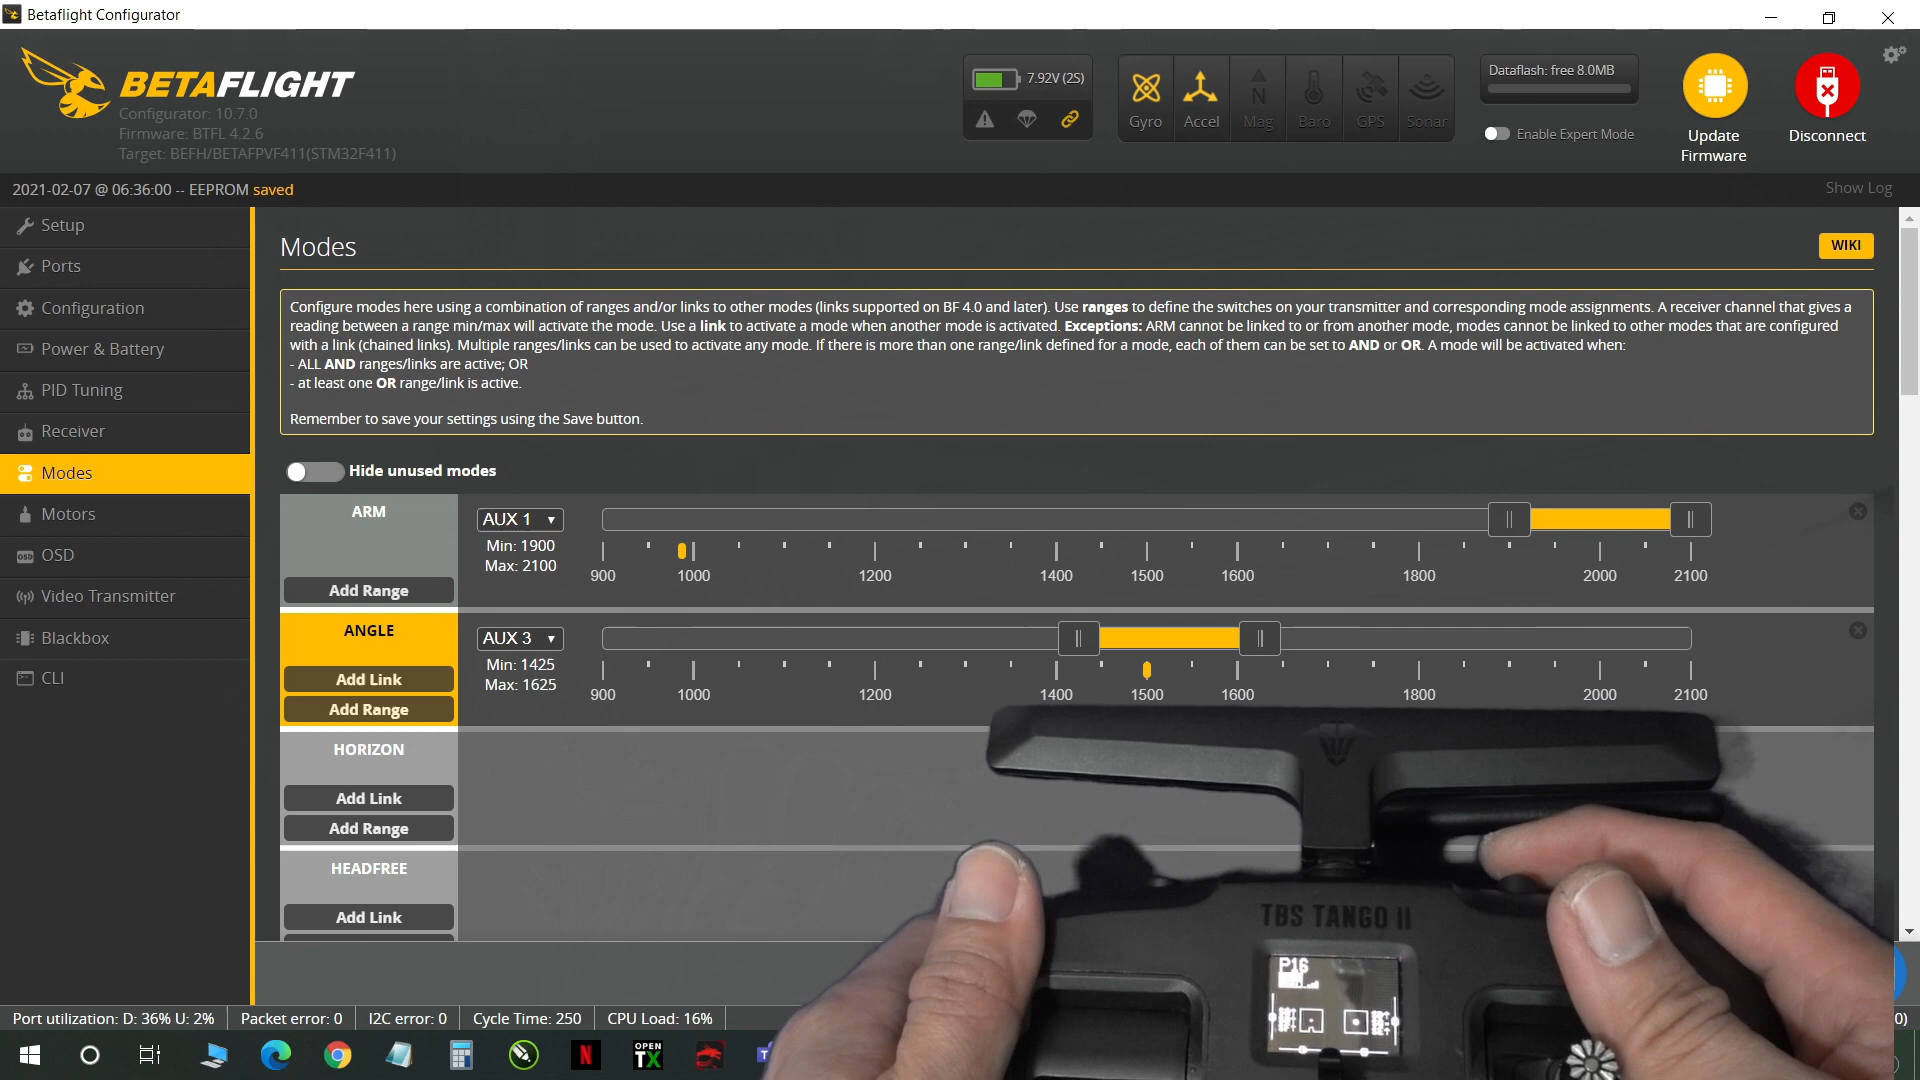 Betaflight Configurator
BETAFLIGHT
Configurator: 10.7.0
Firmware: BTFL 4.2.6
Target: BEFH/BETAFPVF411(STM32F411)
7.92V (2S)
Gyro
Accel
Mag
Baro
GPS
Sonar
Dataflash: free 8.0MB
Enable Expert Mode
Update
Firmware
Disconnect
2021-02-07 @ 06:36:00 -- EEPROM saved
Show Log
Setup
Ports
Configuration
Power & Battery
PID Tuning
Receiver
Modes
Motors
OSD
Video Transmitter
Blackbox
CLI
Modes
WIKI
Configure modes here using a combination of ranges and/or links to other modes (links supported on BF 4.0 and later). Use ranges to define the switches on your transmitter and corresponding mode assignments. A receiver channel that gives a
reading between a range min/max will activate the mode. Use a link to activate a mode when another mode is activated. Exceptions: ARM cannot be linked to or from another mode, modes cannot be linked to other modes that are configured
with a link (chained links). Multiple ranges/links can be used to activate any mode. If there is more than one range/link defined for a mode, each of them can be set to AND or OR. A mode will be activated when:
- ALL AND ranges/links are active; OR
- at least one OR range/link is active.
Remember to save your settings using the Save button.
Hide unused modes
ARM
Add Range
AUX 1
Min: 1900
Max: 2100
900 1000 1200 1400 1500 1600 1800 2000 2100
ANGLE
Add Link
Add Range
AUX 3
Min: 1425
Max: 1625
900 1000 1200 1400 1500 1600 1800 2000 2100
HORIZON
Add Link
Add Range
HEADFREE
Add Link
TBS TANGO II
P16
Port utilization: D: 36% U: 2%
Packet error: 0
I2C error: 0
Cycle Time: 250
CPU Load: 16%
0)
OPEN
TX